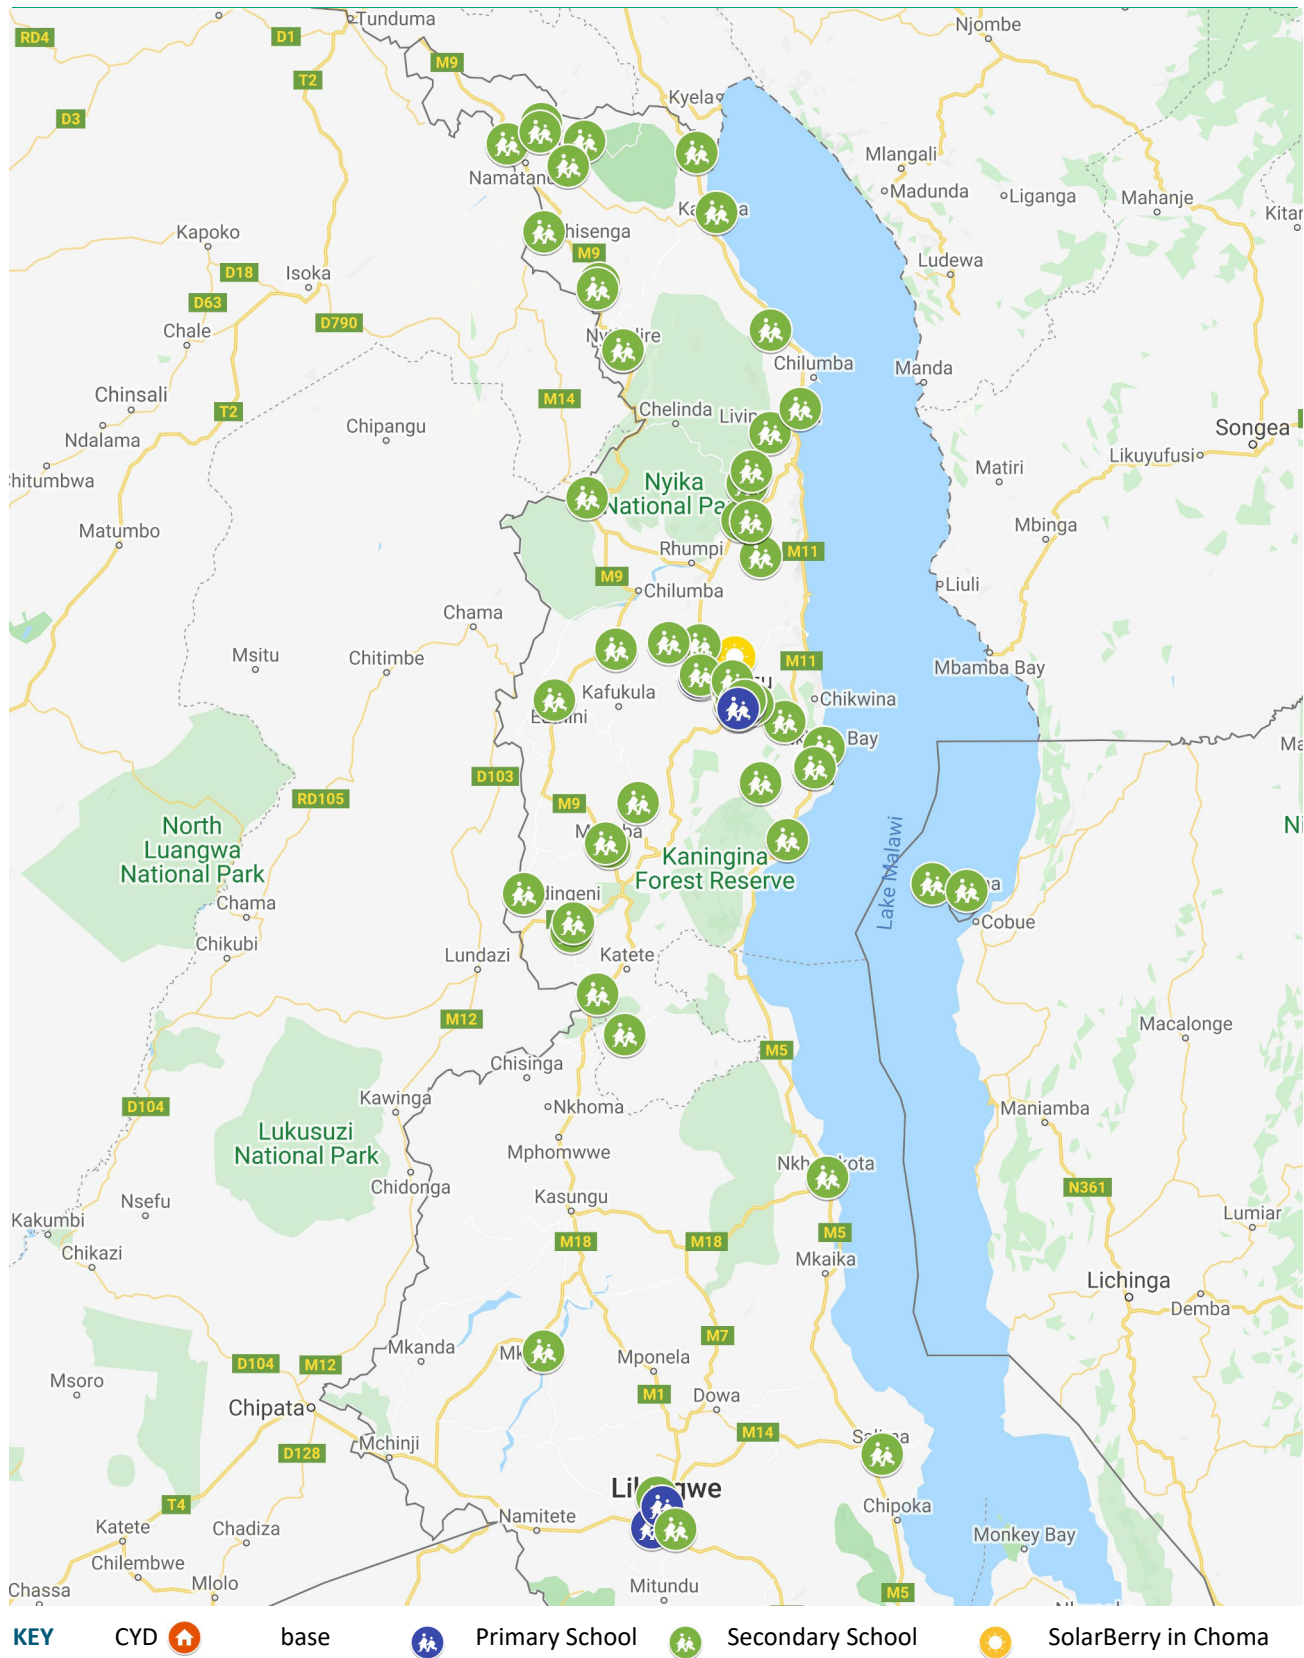 Tunduma
Njombe
RD4
D1
M9
T2
Kyela
D3
Mlangali
Madunda
Liganga
Mahanje
Kapoko
M9
Ludewa
D18
Isoka
D63
D790
Chale
Chilumba
Manda
Chinsali
M14
T2
Chelinda
Chipangu
Songea
Ndalama
Likuyufusi
Matiri
Nyika
Matumbo
Mbinga
Rhumpi
M11
M9
Chilumba
Liuli
Chama
Msitu
Chitimbe
M11
Mbamba Bay
Kafukula
Chikwina
Bay
D103
RD105
M9
North
Luangwa
National Park
Kaningina
Forest Reserve
Lake Malawi
Chama
Cobue
Chikubi
Lundazi
Katete
M12
Macalonge
M5
Chisinga
Kawinga
D104
Nkhoma
Maniamba
Lukusuzi
National Park
Mphomwwe
Chidonga
N361
Nsefu
Kasungu
Kakumbi
Lumiar
M18
M18
M5
Chikazi
Mkaika
Lichinga
Demba
M7
Mkanda
Mponela
D104
M12
Msoro
M1
Dowa
Chipata
M14
Mchinji
D128
T4
Namitete
Chipoka
Katete
Chadiza
Monkey Bay
Chilembwe
Mlolo
Mitundu
Chassa
M5
KEY CYD base Primary School Secondary School SolarBerry in Choma